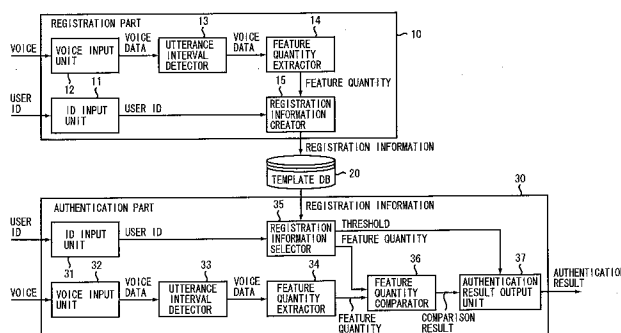 REGISTRATION PART
10
VOICE
VOICE INPUT
UNIT
12
VOICE
DATA
13
UTTERANCE
INTERVAL
DETECTOR
VOICE
DATA
14
FEATURE
QUANTITY
EXTRACTOR
FEATURE QUANTITY
USER
ID
11
ID INPUT
UNIT
USER ID
15
REGISTRATION
INFORMATION
CREATOR
REGISTRATION INFORMATION
TEMPLATE DB
20
30
AUTHENTICATION PART
REGISTRATION INFORMATION
USER
ID
ID INPUT
UNIT
31
USER ID
35
REGISTRATION
INFORMATION
SELECTOR
THRESHOLD
FEATURE QUANTITY
VOICE
32
VOICE INPUT
UNIT
VOICE
DATA
33
UTTERANCE
INTERVAL
DETECTOR
VOICE
DATA
34
FEATURE
QUANTITY
EXTRACTOR
FEATURE
QUANTITY
36
FEATURE
QUANTITY
COMPARATOR
COMPARISON
RESULT
37
AUTHENTICATION
RESULT OUTPUT
UNIT
AUTHENTICATION
RESULT